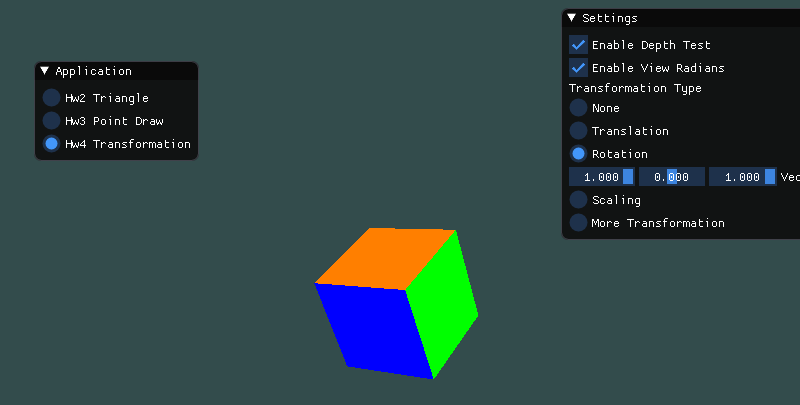 Application
Hw2 Triangle
Hw3 Point Draw
Hw4 Transformation
Settings
Enable Depth Test
Enable View Radians
Transformation Type
None
Translation
Rotation
1.000 0.000 1.000
Scaling
More Transformation